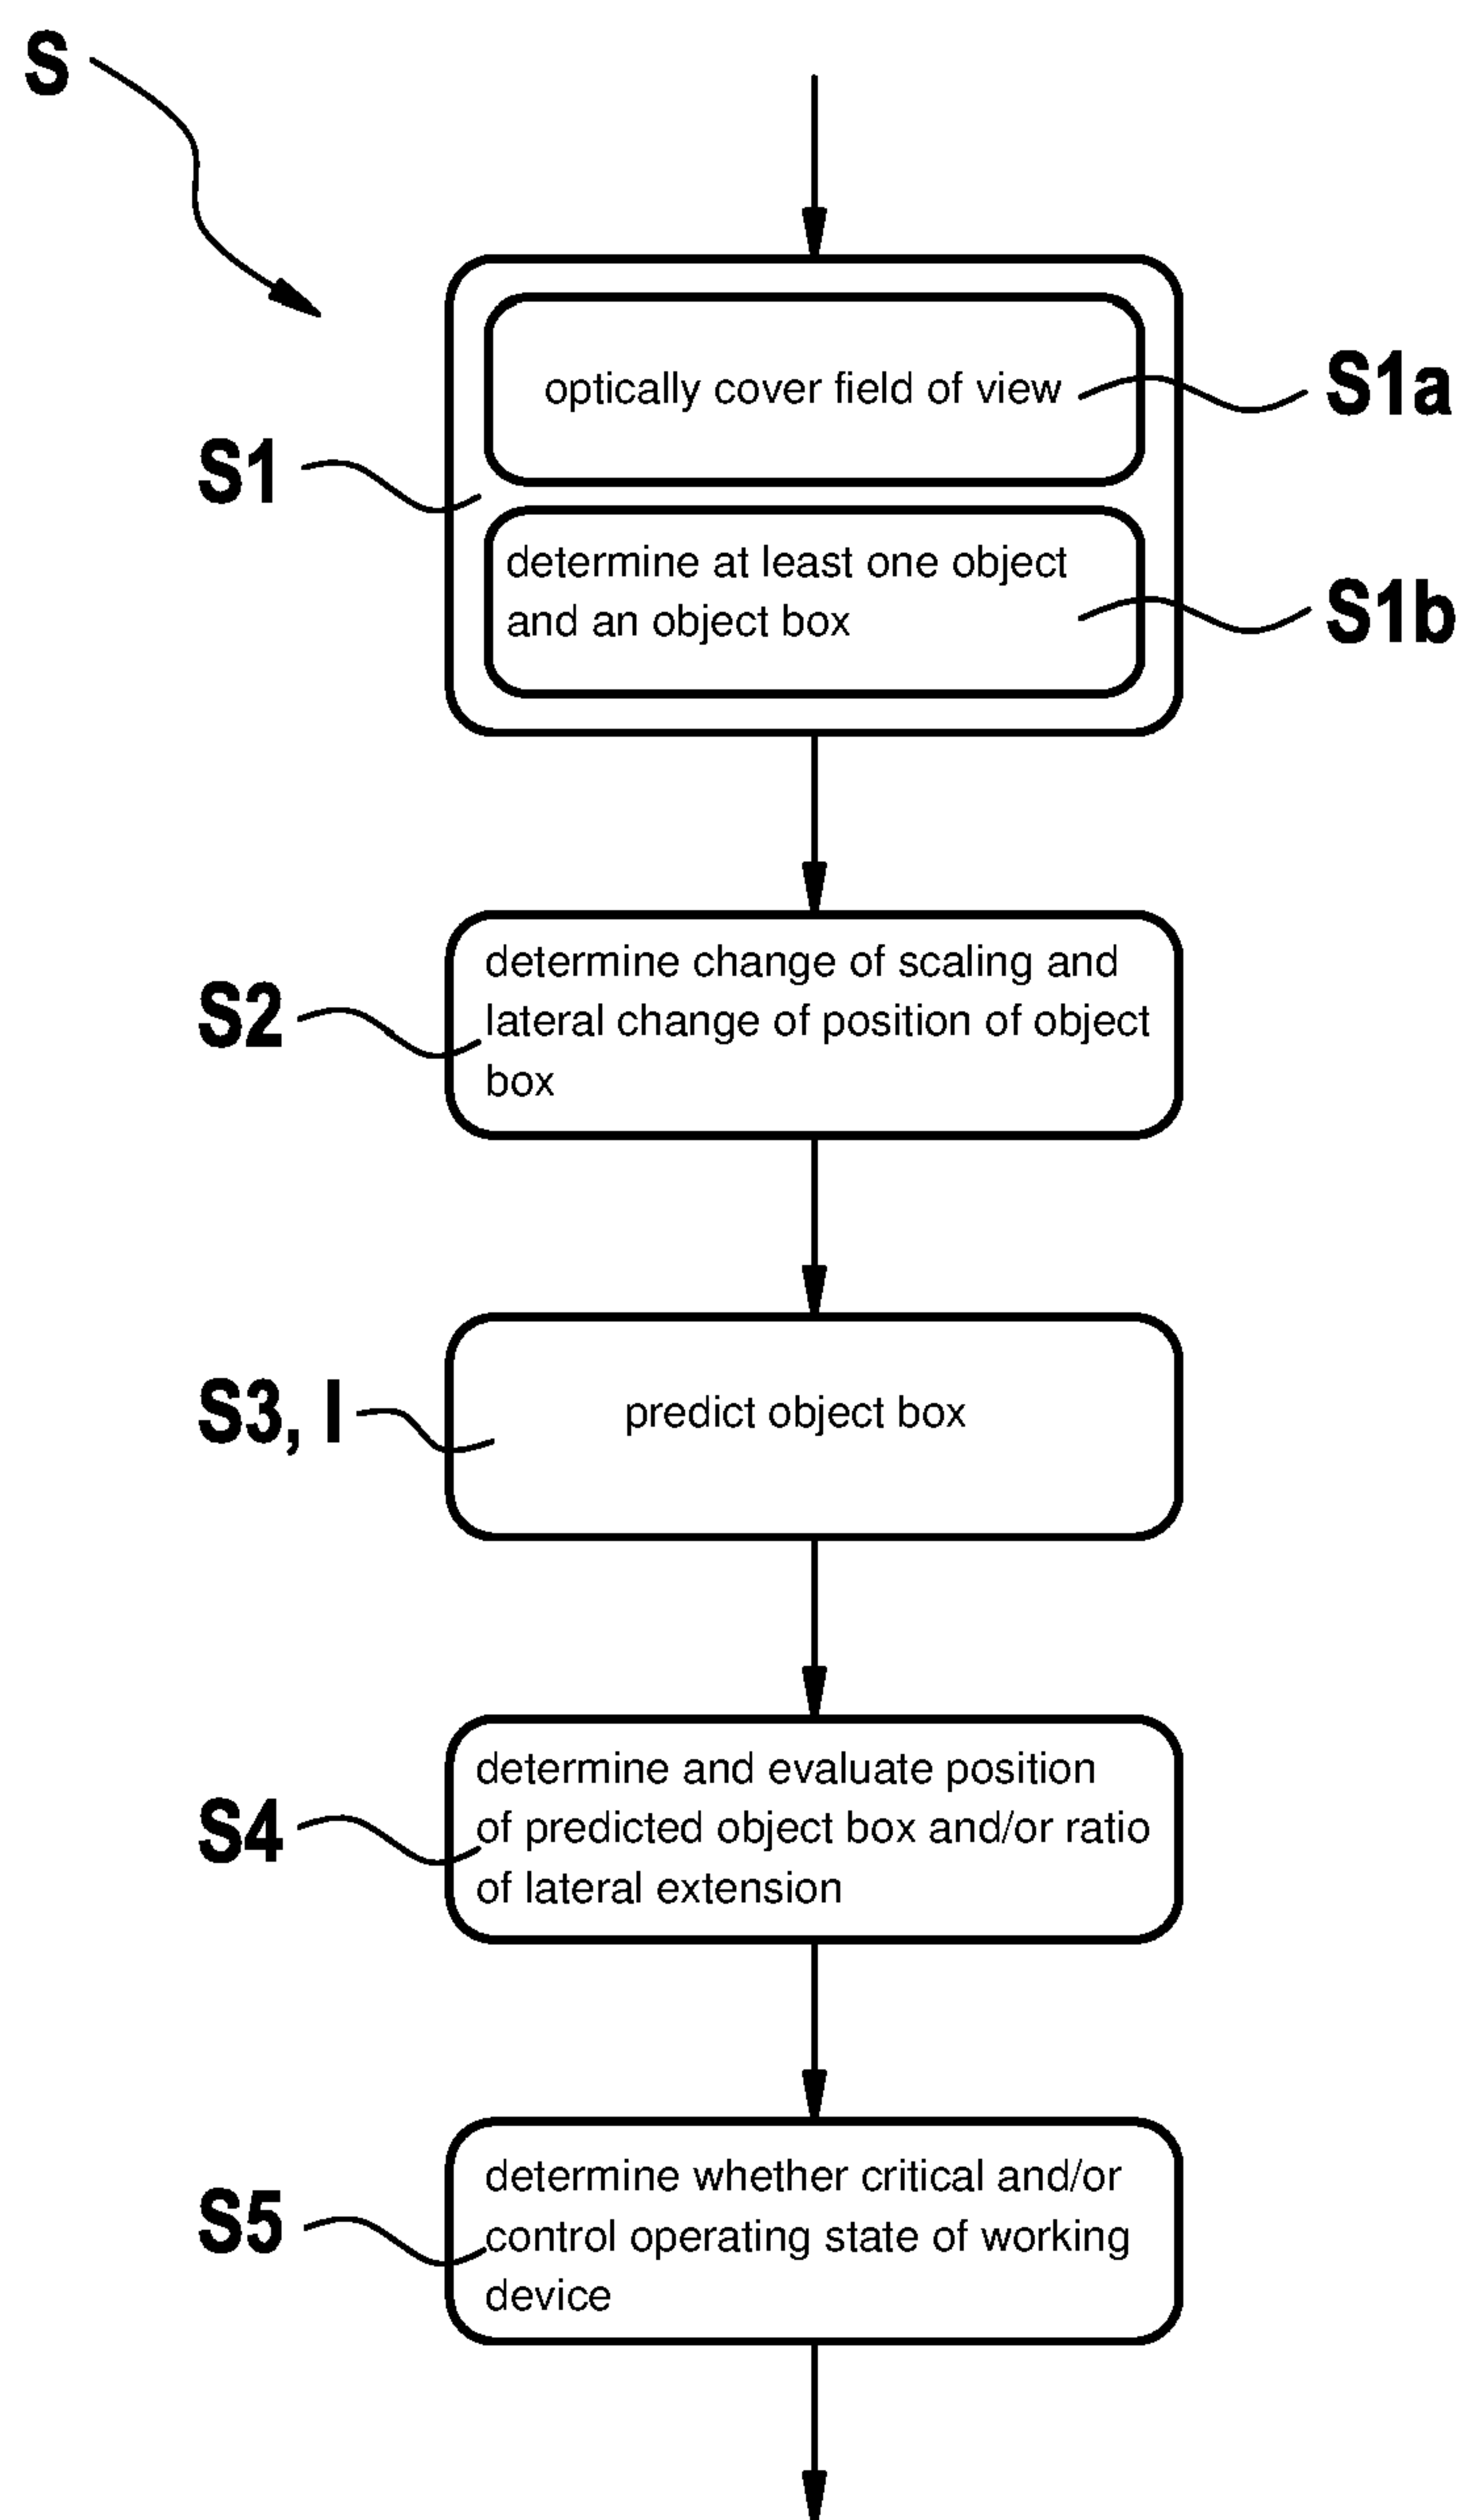 S
optically cover field of view
S1a
S1
determine at least one object
and an object box
S1b
determine change of scaling and
lateral change of position of object
box
S2
predict object box
S3, I
determine and evaluate position
of predicted object box and/or ratio
of lateral extension
S4
determine whether critical and/or
control operating state of working
device
S5